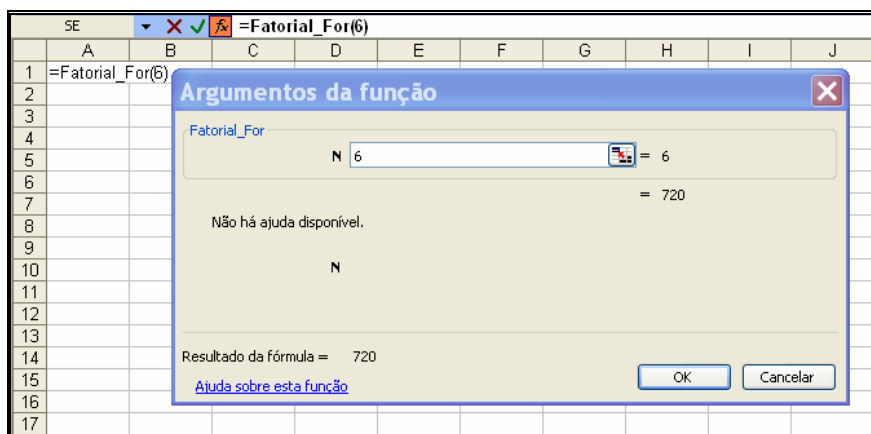 SE =Fatorial_For(6)
A B C D E F G H I J
1 =Fatorial_For(6)
2
3
4
5
6
7
8
9
10
11
12
13
14
15
16
17
Argumentos da função
Fatorial_For
N 6 = 6
= 720
Não há ajuda disponível.
N
Resultado da fórmula = 720
Ajuda sobre esta função
OK Cancelar